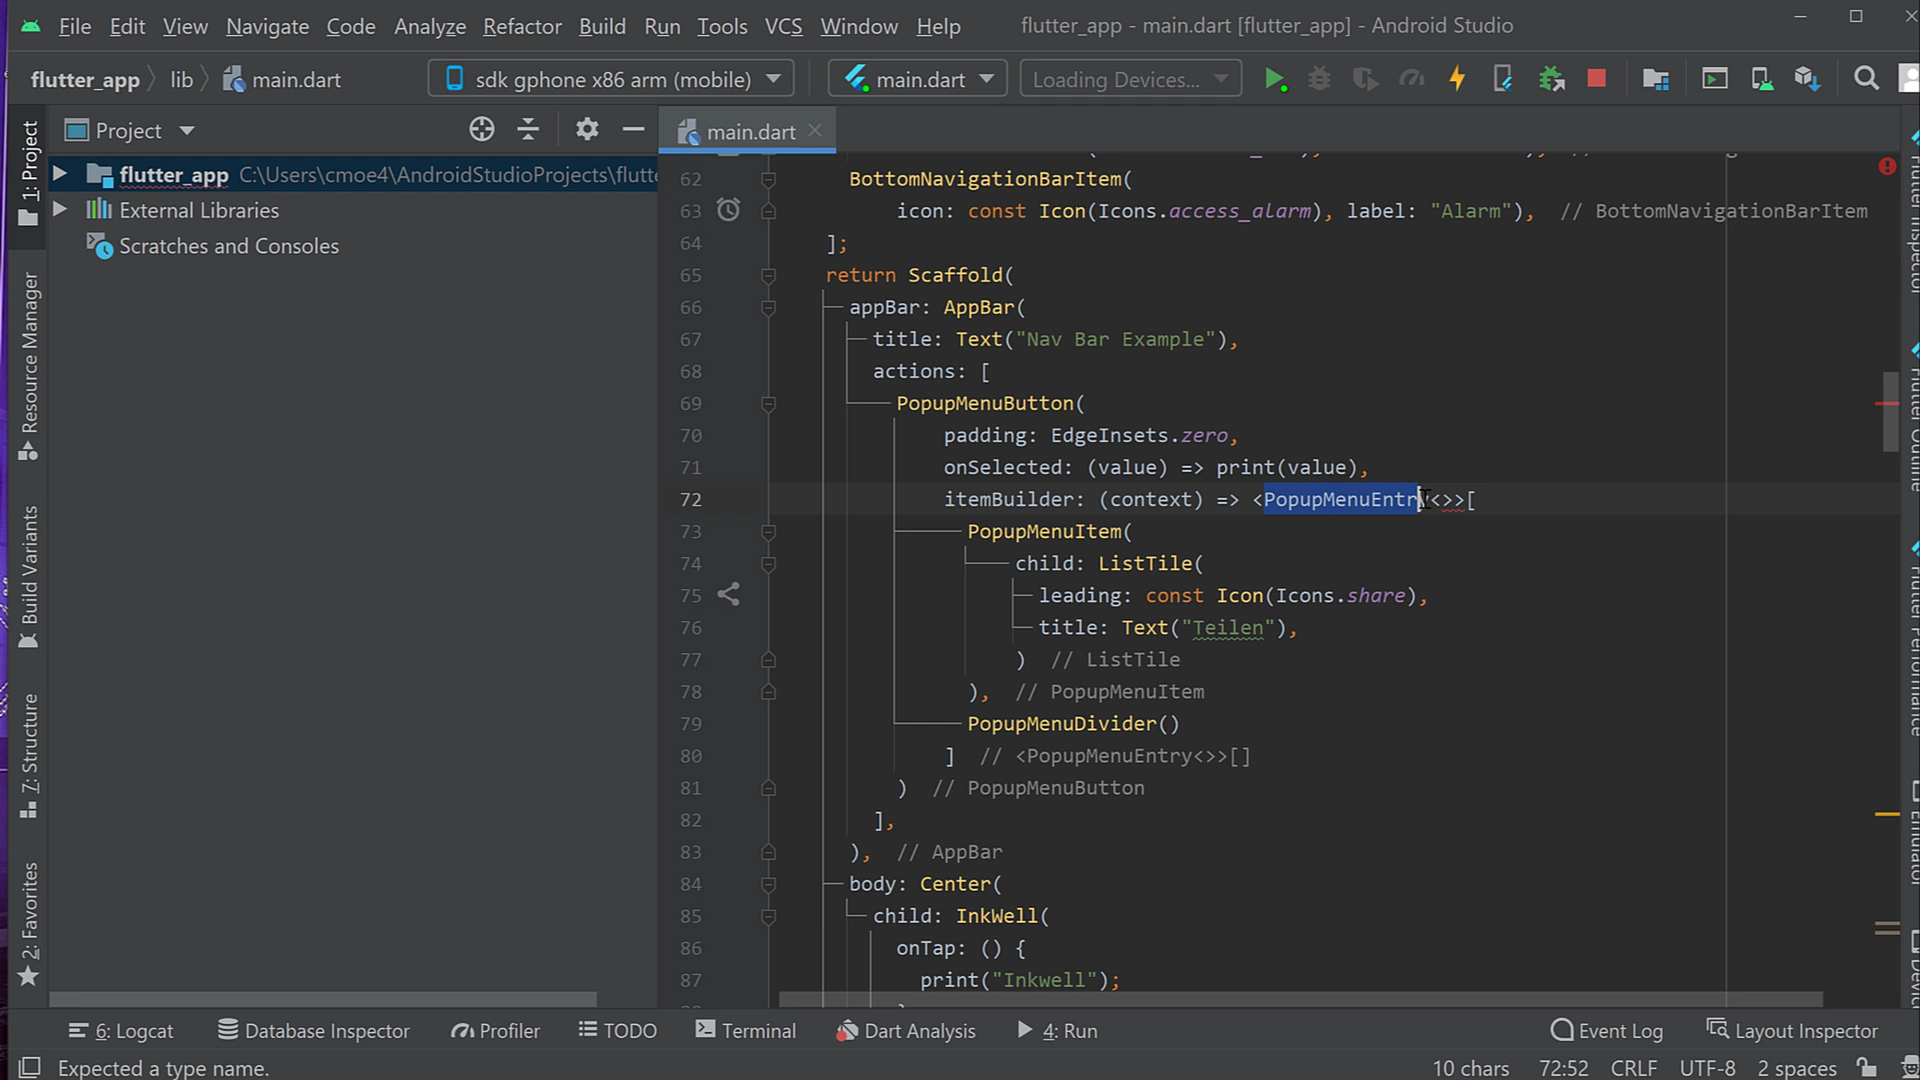 File Edit View Navigate Code Analyze Refactor Build Run Tools VCS Window Help flutter_app - main.dart [flutter_app] - Android Studio
flutter_app lib main.dart sdk gphone x86 arm (mobile) main.dart Loading Devices...
Project
main.dart
flutter_app C:\Users\cmoe4\AndroidStudioProjects\flutte
External Libraries
Scratches and Consoles
1: Project
Resource Manager
Build Variants
7: Structure
2: Favorites
62 BottomNavigationBarItem(
63 icon: const Icon(Icons.access_alarm), label: "Alarm"), // BottomNavigationBarItem
64 ];
65 return Scaffold(
66 appBar: AppBar(
67 title: Text("Nav Bar Example"),
68 actions: [
69 PopupMenuButton(
70 padding: EdgeInsets.zero,
71 onSelected: (value) => print(value),
72 itemBuilder: (context) => <PopupMenuEntry<>>[
73 PopupMenuItem(
74 child: ListTile(
75 leading: const Icon(Icons.share),
76 title: Text("Teilen"),
77 ) // ListTile
78 ), // PopupMenuItem
79 PopupMenuDivider()
80 ] // <PopupMenuEntry<>>[]
81 ) // PopupMenuButton
82 ],
83 ), // AppBar
84 body: Center(
85 child: InkWell(
86 onTap: () {
87 print("Inkwell");
Flutter Inspector
Flutter Outline
Flutter Performance
Emulator
6: Logcat Database Inspector Profiler TODO Terminal Dart Analysis 4: Run Event Log Layout Inspector
Expected a type name. 10 chars 72:52 CRLF UTF-8 2 spaces